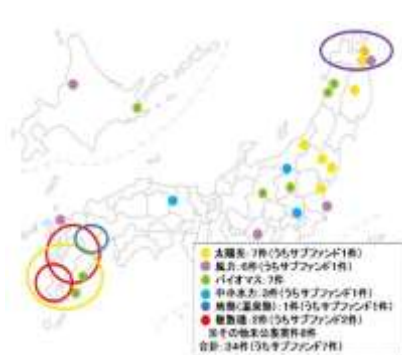 太陽光:7件(うちサブファンド1件)
風力:6件(うちサブファンド1件)
バイオマス:7件
中小水力:3件(うちサブファンド1件)
地熱(温泉熱):1件(うちサブファンド1件)
複数種:2件(うちサブファンド2件)
※その他未公表案件8件
合計:34件(うちサブファンド7件)